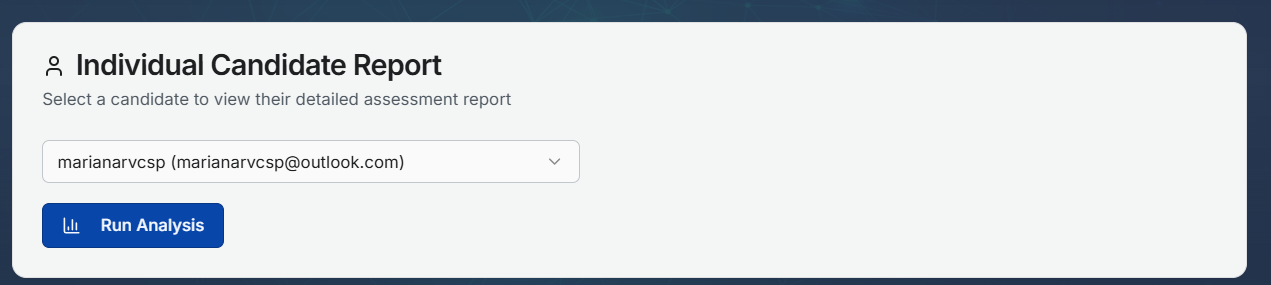 Individual Candidate Report
Select a candidate to view their detailed assessment report
marianarvcsp (marianarvcsp@outlook.com)
Run Analysis